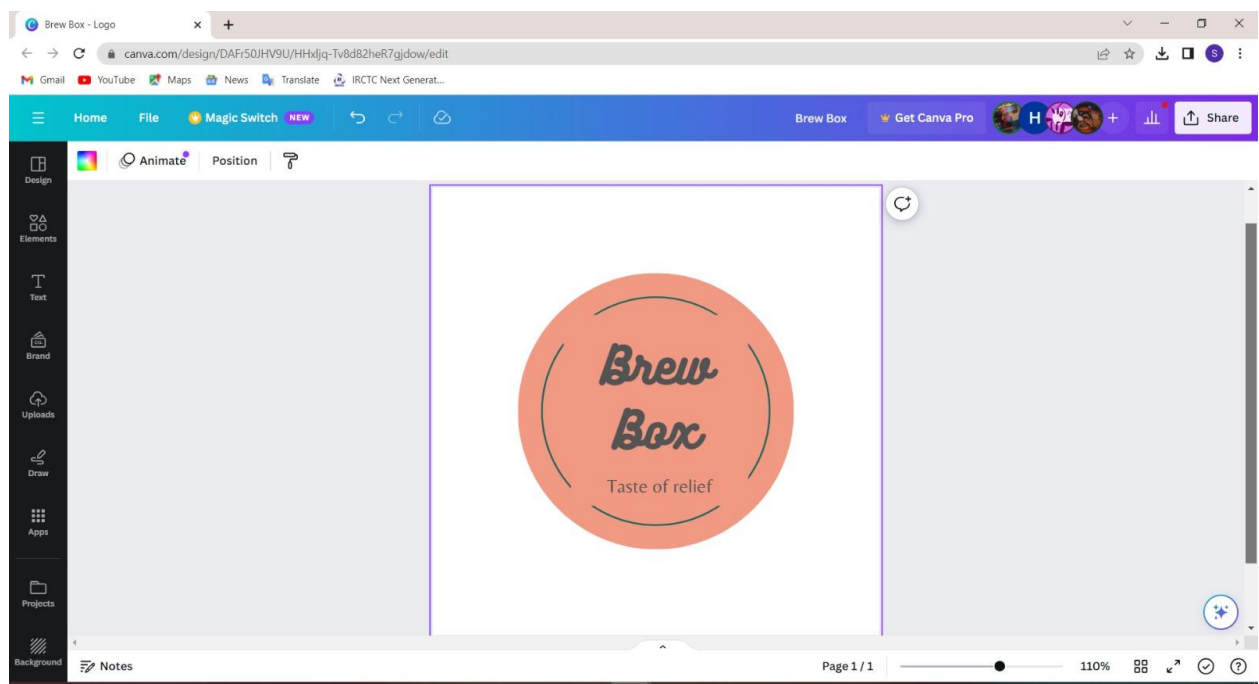 Brew Box - Logo
canva.com/design/DAFr50JHV9U/HHxljq-Tv8d82heR7gjdow/edit
S
Gmail YouTube Maps News Translate IRCTC Next Generat...
Home File Magic Switch NEW Brew Box Get Canva Pro H + Share
Design Animate Position
Elements
Text
Brand
Uploads
Draw
Apps
Projects
Background
Brew
Box
Taste of relief
Notes Page 1 / 1 110%